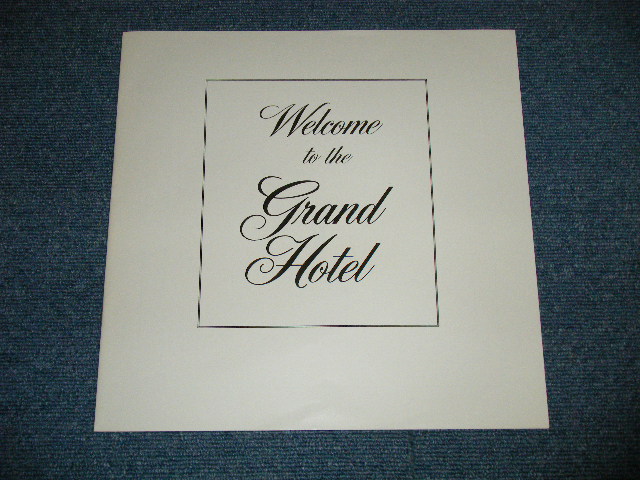 Welcome
to the
Grand
Hotel